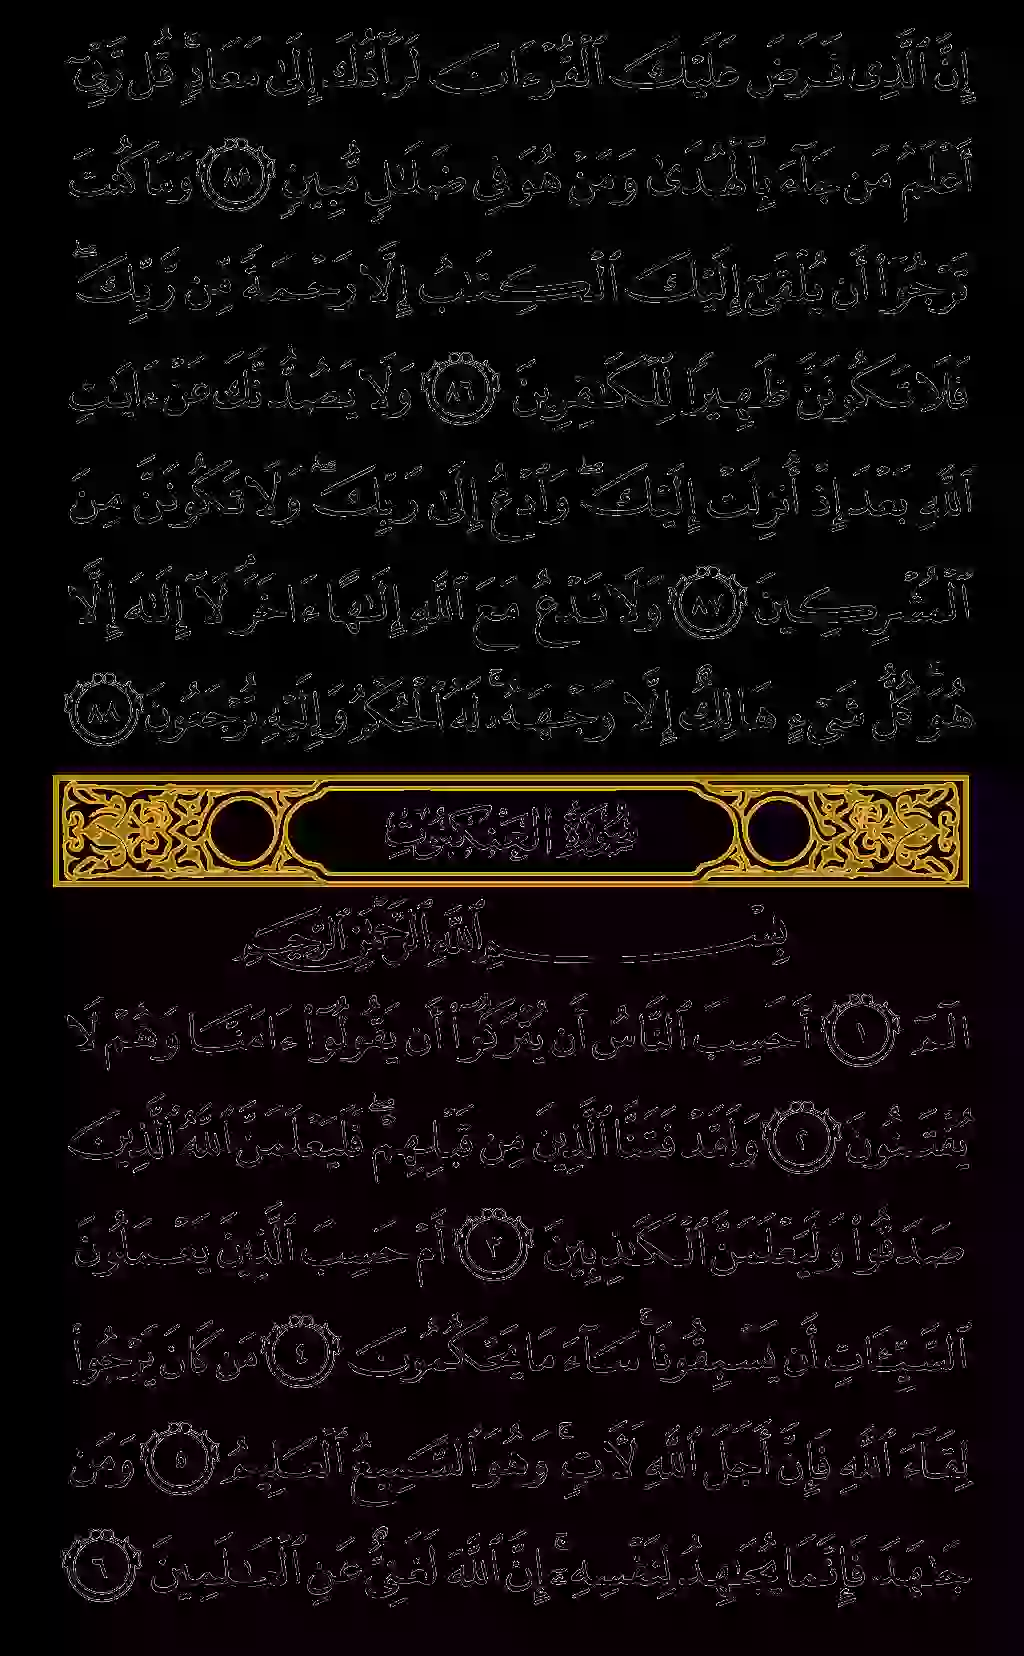 إِنَّ ٱلَّذِى فَرَضَ عَلَيْكَ ٱلْقُرْءَانَ لَرَآدُّكَ إِلَىٰ مَعَادٍ ۚ قُل رَّبِّىٓ
أَعْلَمُ مَن جَآءَ بِٱلْهُدَىٰ وَمَنْ هُوَ فِى ضَلَـٰلٍ مُّبِينٍ ٨٥ وَمَا كُنتَ
تَرْجُوٓا۟ أَن يُلْقَىٰٓ إِلَيْكَ ٱلْكِتَـٰبُ إِلَّا رَحْمَةً مِّن رَّبِّكَ ۖ
فَلَا تَكُونَنَّ ظَهِيرًا لِّلْكَـٰفِرِينَ ٨٦ وَلَا يَصُدُّنَّكَ عَنْ ءَايَـٰتِ
ٱللَّهِ بَعْدَ إِذْ أُنزِلَتْ إِلَيْكَ ۖ وَٱدْعُ إِلَىٰ رَبِّكَ ۖ وَلَا تَكُونَنَّ مِنَ
ٱلْمُشْرِكِينَ ٨٧ وَلَا تَدْعُ مَعَ ٱللَّهِ إِلَـٰهًا ءَاخَرَ ۘ لَآ إِلَـٰهَ إِلَّا
هُوَ ۚ كُلُّ شَىْءٍ هَالِكٌ إِلَّا وَجْهَهُۥ ۚ لَهُ ٱلْحُكْمُ وَإِلَيْهِ تُرْجَعُونَ ٨٨
سُورَةُ العَنكَبُوتِ
بِسْمِ ٱللَّهِ ٱلرَّحْمَـٰنِ ٱلرَّحِيمِ
الٓمٓ ١ أَحَسِبَ ٱلنَّاسُ أَن يُتْرَكُوٓا۟ أَن يَقُولُوٓا۟ ءَامَنَّا وَهُمْ لَا
يُفْتَنُونَ ٢ وَلَقَدْ فَتَنَّا ٱلَّذِينَ مِن قَبْلِهِمْ ۖ فَلَيَعْلَمَنَّ ٱللَّهُ ٱلَّذِينَ
صَدَقُوا۟ وَلَيَعْلَمَنَّ ٱلْكَـٰذِبِينَ ٣ أَمْ حَسِبَ ٱلَّذِينَ يَعْمَلُونَ
ٱلسَّيِّـَٔاتِ أَن يَسْبِقُونَا ۚ سَآءَ مَا يَحْكُمُونَ ٤ مَن كَانَ يَرْجُوا۟
لِقَآءَ ٱللَّهِ فَإِنَّ أَجَلَ ٱللَّهِ لَـَٔاتٍ ۚ وَهُوَ ٱلسَّمِيعُ ٱلْعَلِيمُ ٥ وَمَن
جَـٰهَدَ فَإِنَّمَا يُجَـٰهِدُ لِنَفْسِهِۦٓ ۚ إِنَّ ٱللَّهَ لَغَنِىٌّ عَنِ ٱلْعَـٰلَمِينَ ٦